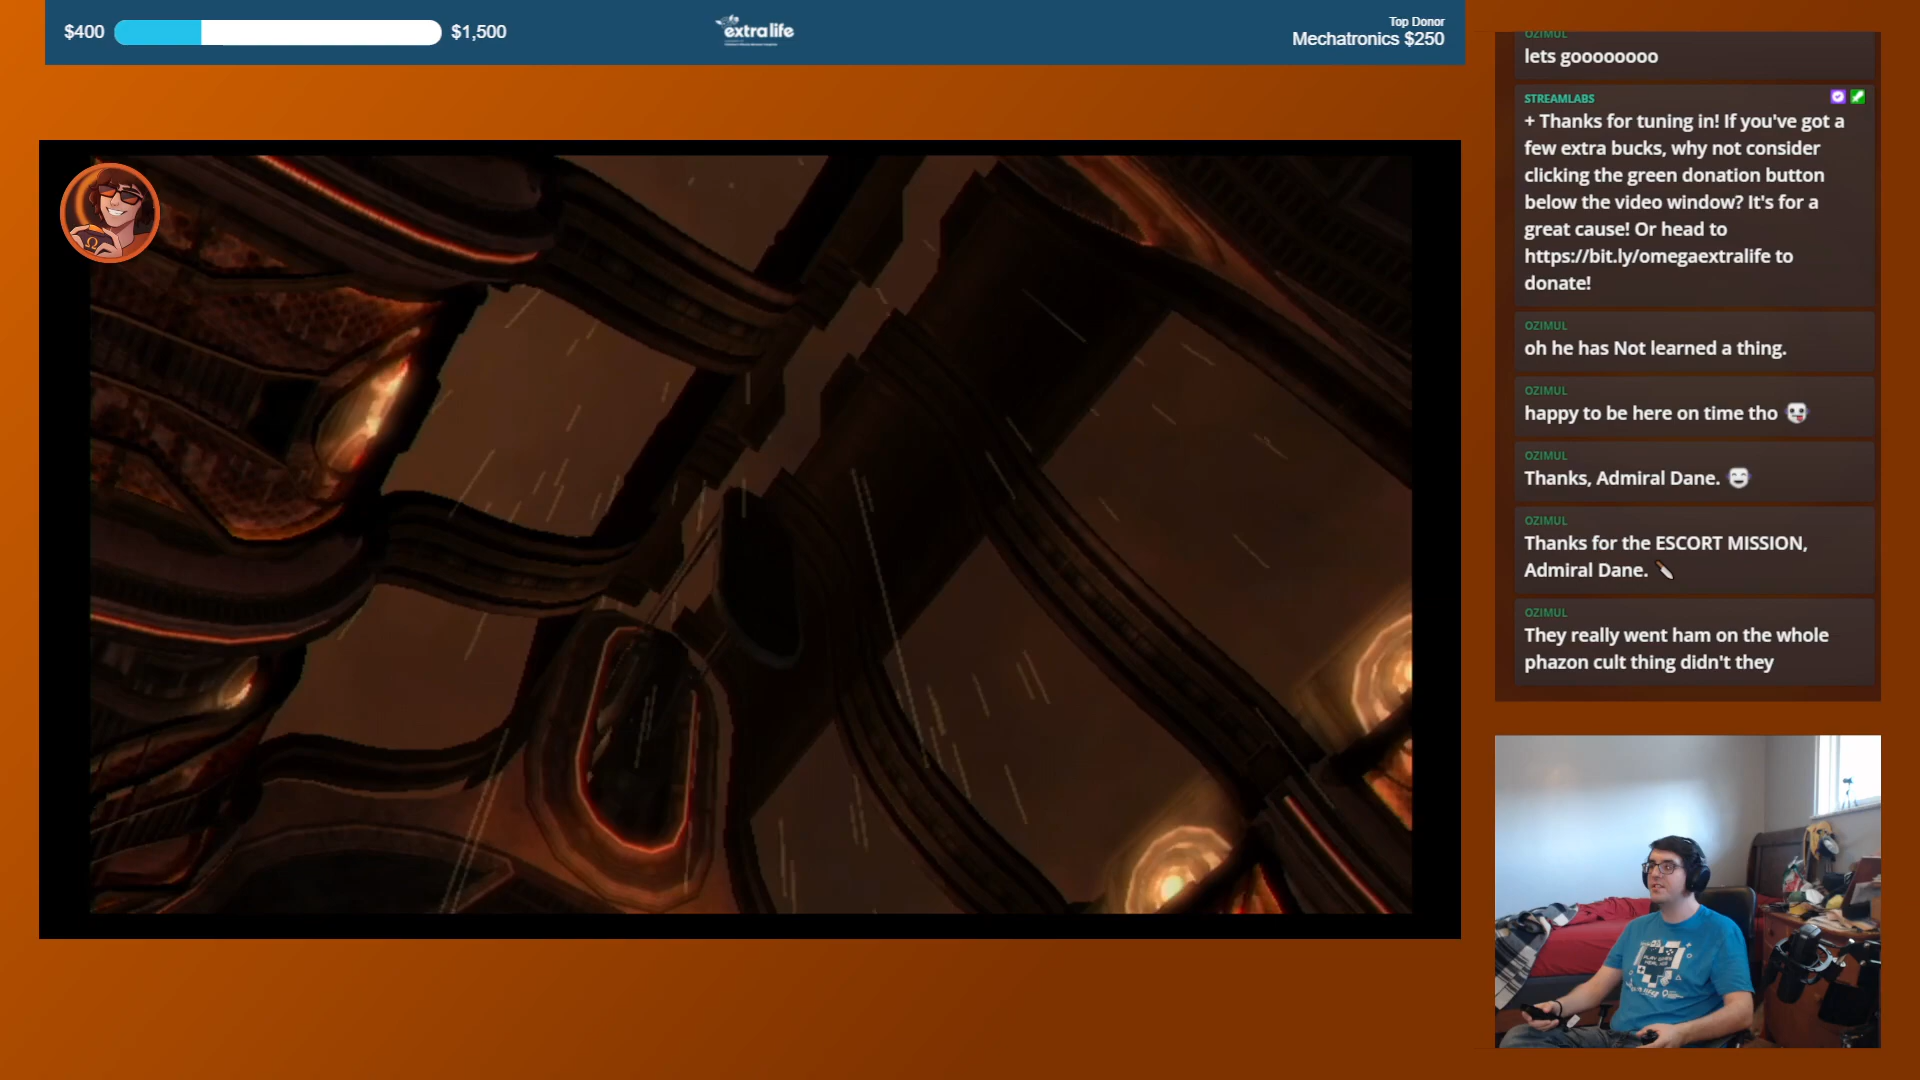 $400
$1,500
extralife
Top Donor
Mechatronics $250
OZIMUL
lets goooooooo
STREAMLABS
+ Thanks for tuning in! If you've got a
few extra bucks, why not consider
clicking the green donation button
below the video window? It's for a
great cause! Or head to
https://bit.ly/omegaextralife to
donate!
OZIMUL
oh he has Not learned a thing.
OZIMUL
happy to be here on time tho
OZIMUL
Thanks, Admiral Dane.
OZIMUL
Thanks for the ESCORT MISSION,
Admiral Dane.
OZIMUL
They really went ham on the whole
phazon cult thing didn't they
Ω